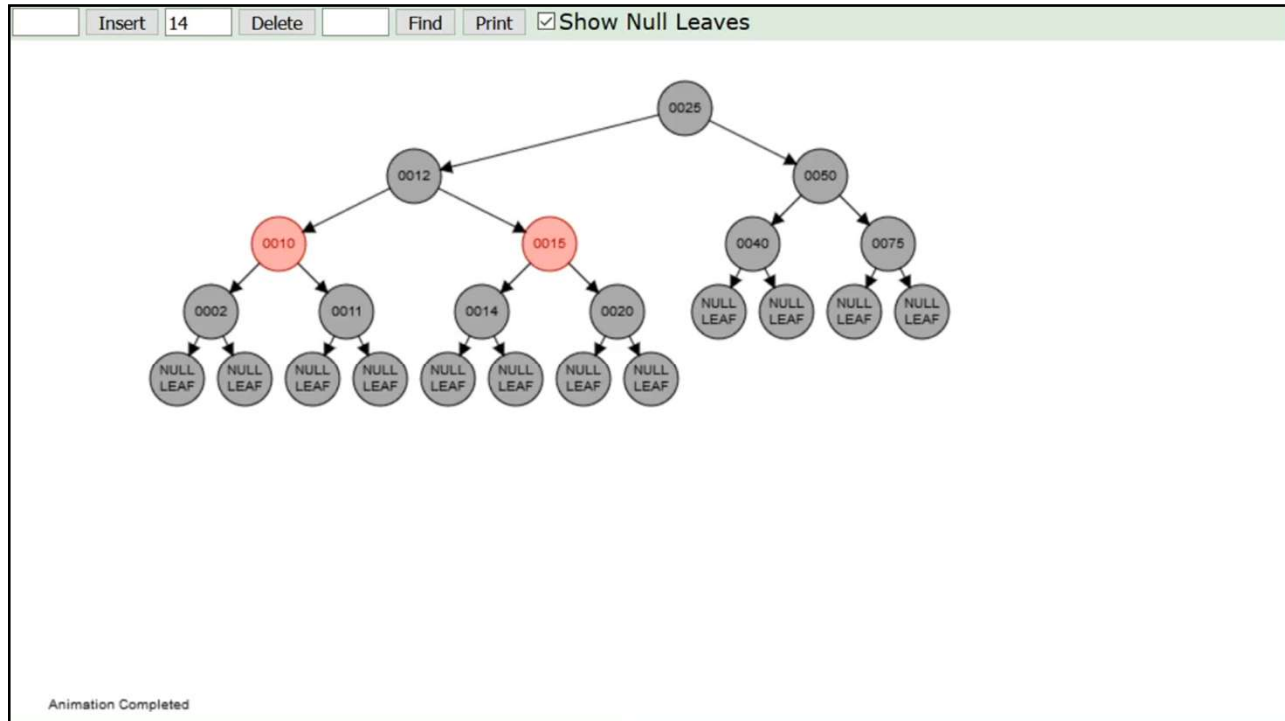 Insert 14 Delete Find Print Show Null Leaves
0025
0012 0050
0010 0015 0040 0075
0002 0011 0014 0020
NULL LEAF NULL LEAF NULL LEAF NULL LEAF
NULL LEAF NULL LEAF NULL LEAF NULL LEAF NULL LEAF NULL LEAF NULL LEAF NULL LEAF
Animation Completed